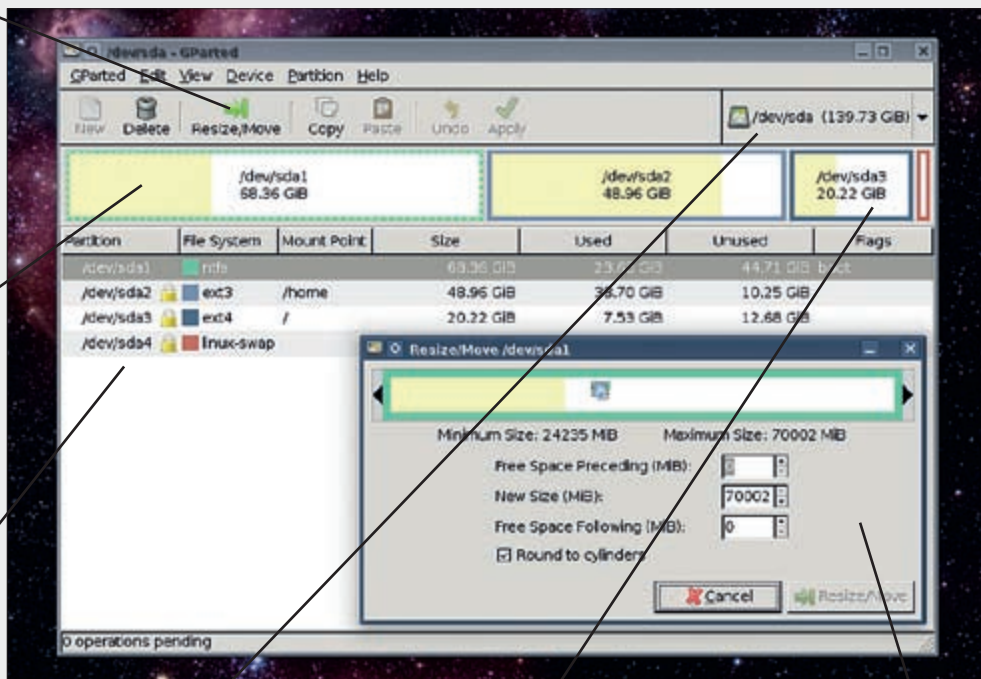 /dev/sda - GParted
GParted Edit View Device Partition Help
New Delete Resize/Move Copy Paste Undo Apply
/dev/sda (139.73 GiB)
/dev/sda1
68.36 GiB
/dev/sda2
48.96 GiB
/dev/sda3
20.22 GiB
Partition File System Mount Point Size Used Unused Flags
/dev/sda1 ntfs 68.36 GiB 44.71 GiB boot
/dev/sda2 ext3 /home 48.96 GiB 38.70 GiB 10.25 GiB
/dev/sda3 ext4 / 20.22 GiB 7.53 GiB 12.68 GiB
/dev/sda4 linux-swap
Resize/Move /dev/sda1
Minimum Size: 24235 MiB Maximum Size: 70002 MiB
Free Space Preceding (MiB): 0
New Size (MiB): 70002
Free Space Following (MiB): 0
Round to cylinders
Cancel Resize/Move
0 operations pending